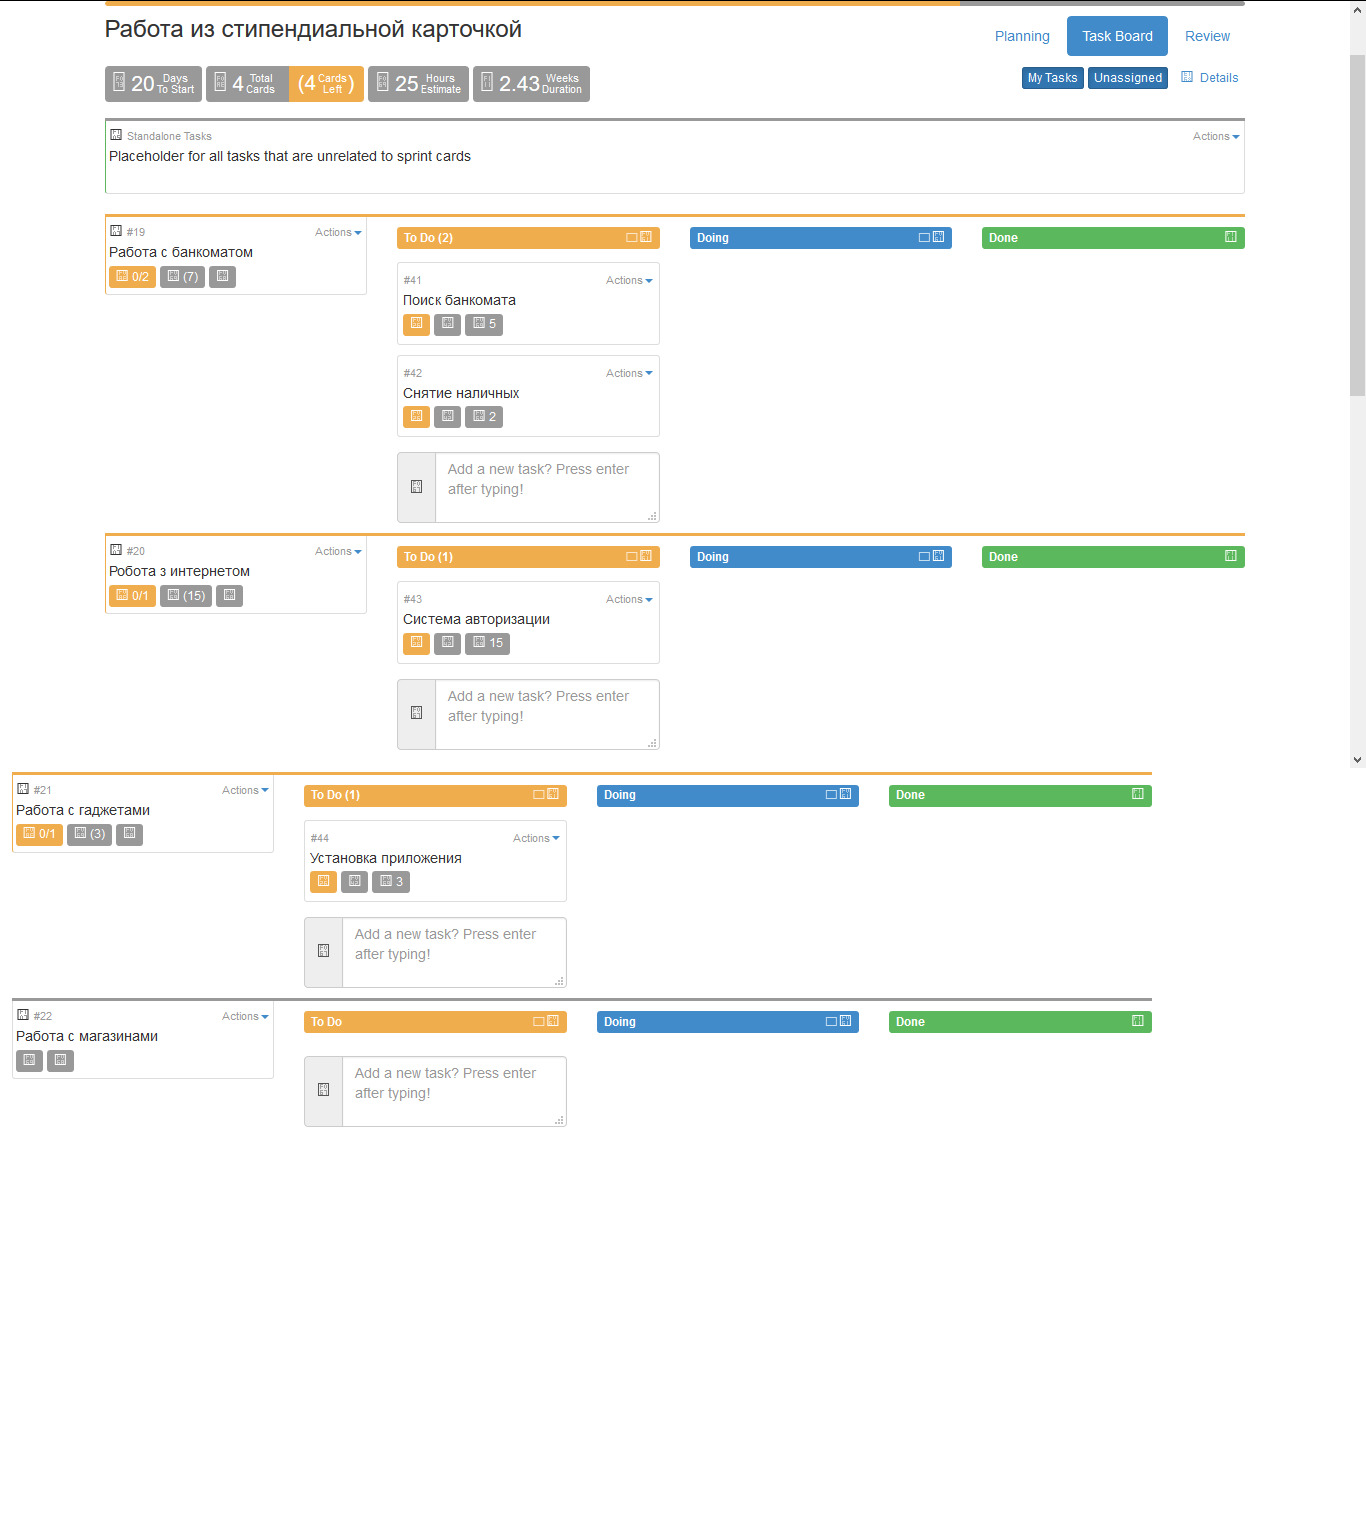 Работа из стипендиальной карточкой
Planning
Task Board
Review
20 Days To Start
4 Total Cards
(4 Cards Left )
25 Hours Estimate
2.43 Weeks Duration
My Tasks
Unassigned
Details
Standalone Tasks
Actions
Placeholder for all tasks that are unrelated to sprint cards
#19
Actions
Работа с банкоматом
0/2
(7)
To Do (2)
Doing
Done
#41
Actions
Поиск банкомата
5
#42
Actions
Снятие наличных
2
Add a new task? Press enter
after typing!
#20
Actions
Робота з интернетом
0/1
(15)
To Do (1)
Doing
Done
#43
Actions
Система авторизации
15
Add a new task? Press enter
after typing!
#21
Actions
Работа с гаджетами
0/1
(3)
To Do (1)
Doing
Done
#44
Actions
Установка приложения
3
Add a new task? Press enter
after typing!
#22
Actions
Работа с магазинами
To Do
Doing
Done
Add a new task? Press enter
after typing!